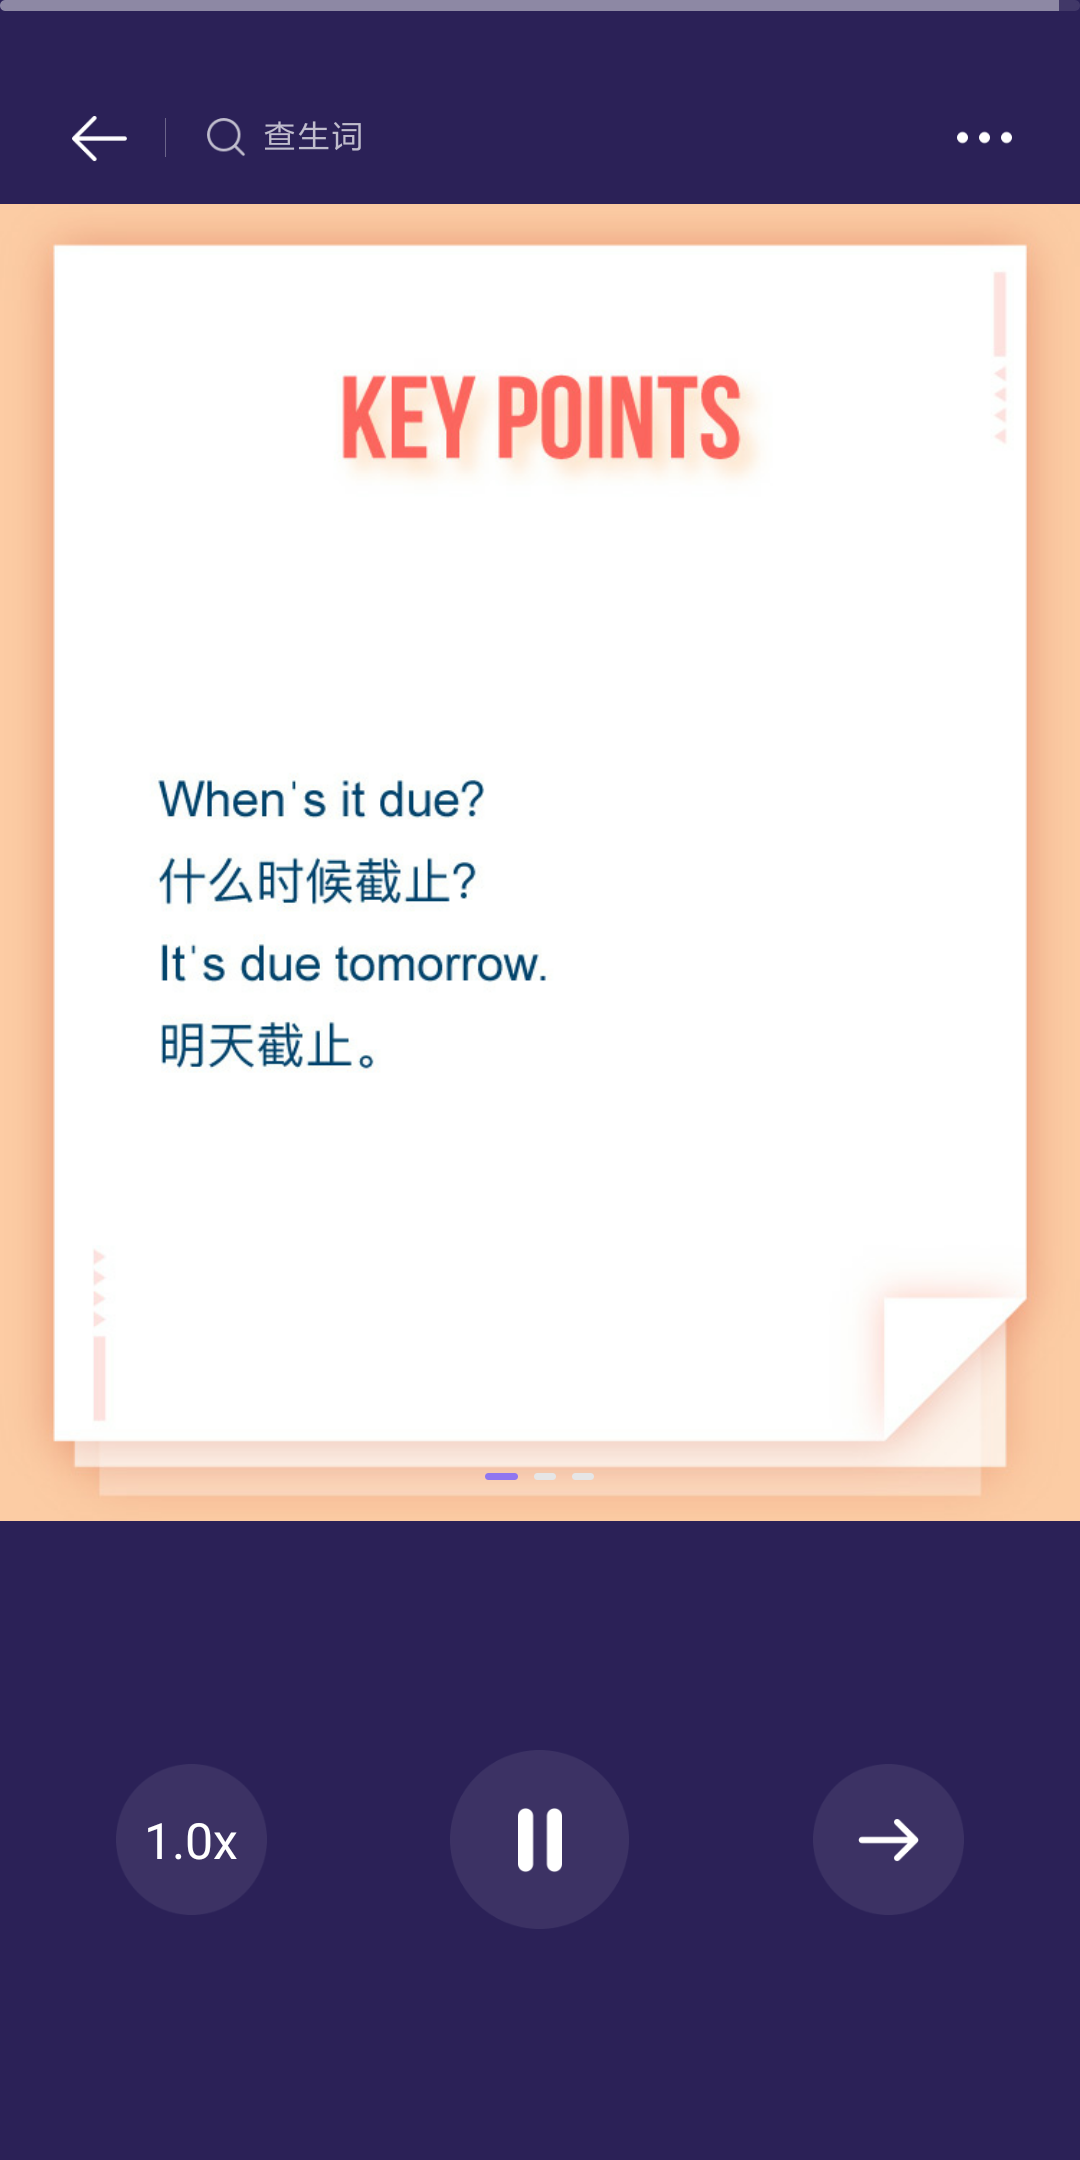 查生词
KEY POINTS
When's it due?
什么时候截止?
It's due tomorrow.
明天截止。
1.0x